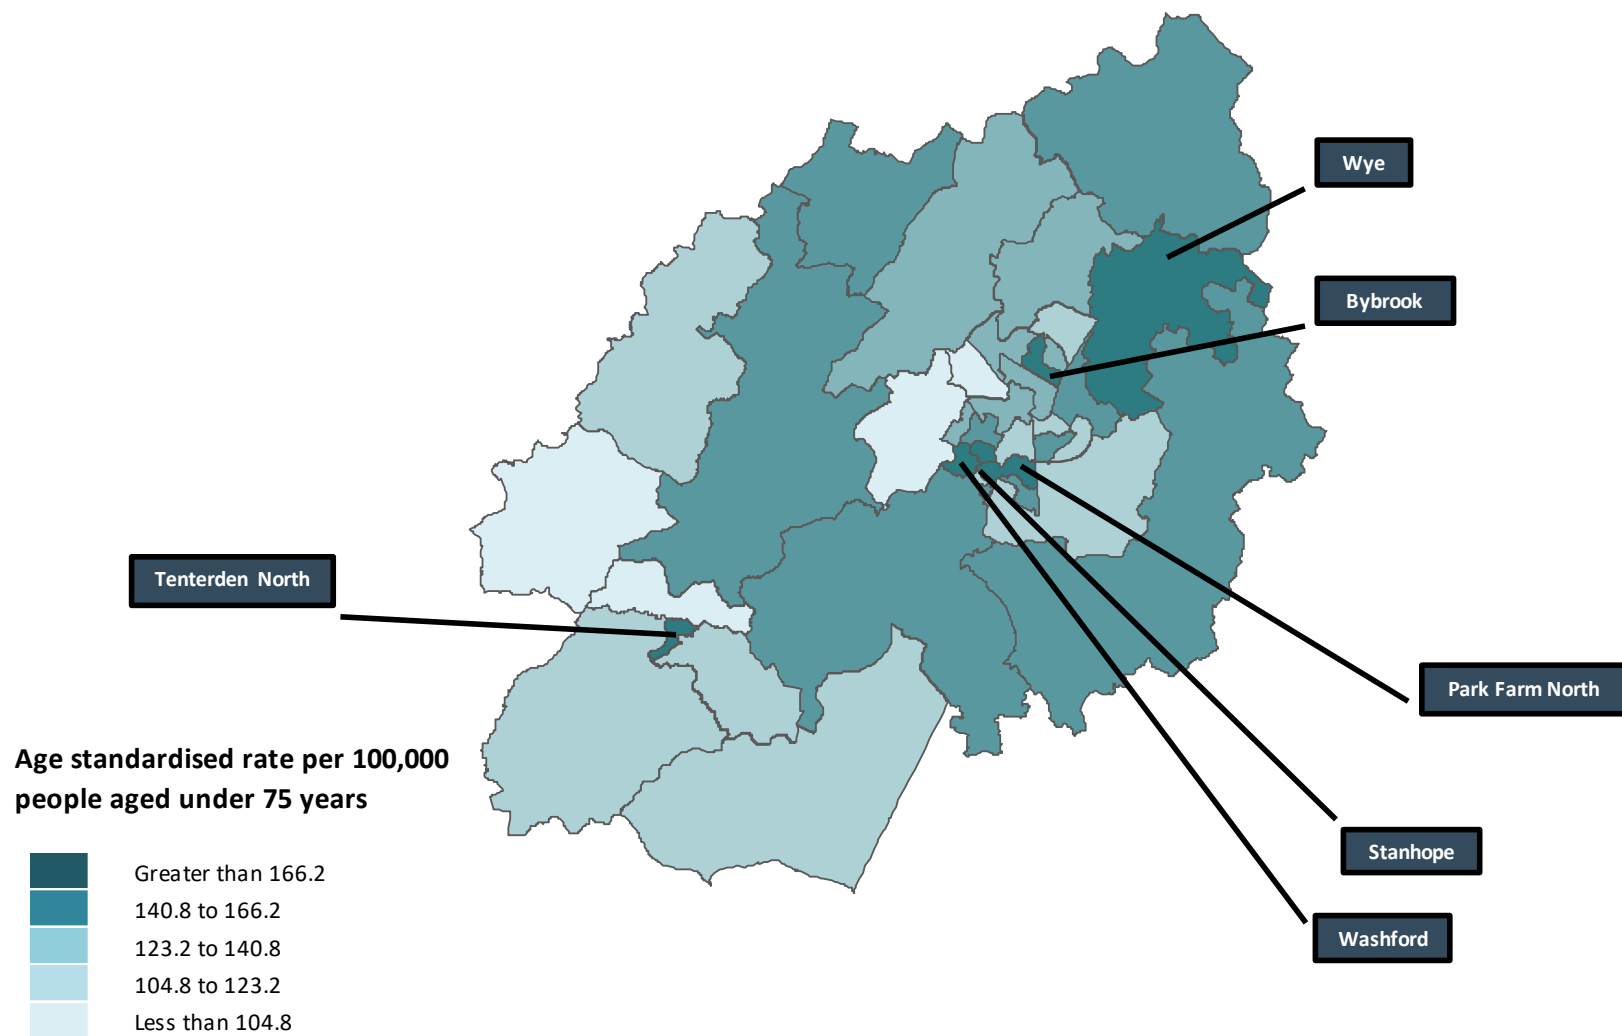 Wye
Bybrook
Tenterden North
Park Farm North
Age standardised rate per 100,000
people aged under 75 years
Stanhope
Greater than 166.2
140.8 to 166.2
Washford
123.2 to 140.8
104.8 to 123.2
Less than 104.8